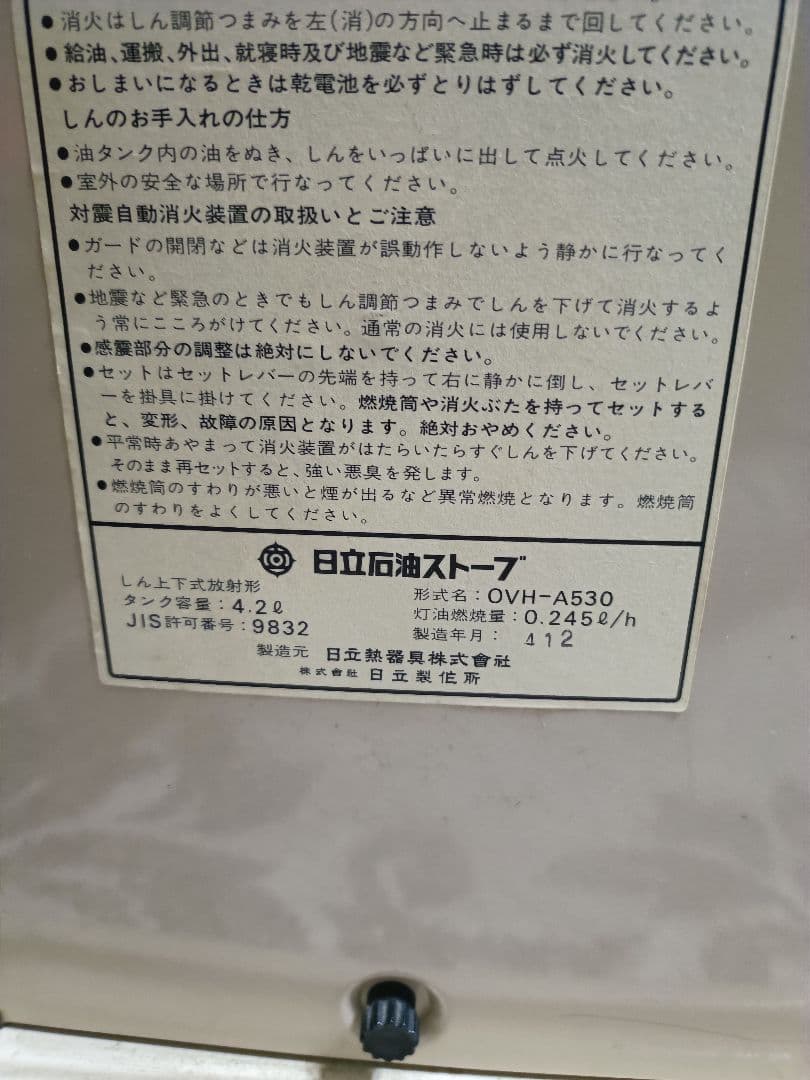 ●消火はしん調節つまみを左(消)の方向へ止まるまで回してください。
●給油、運搬、外出、就寝時及び地震など緊急時は必ず消火してください。
●おしまいになるときは乾電池を必ずとりはずしてください。
しんのお手入れの仕方
●油タンク内の油をぬき、しんをいっぱいに出して点火してください。
●室外の安全な場所で行なってください。
対震自動消火装置の取扱いとご注意
●ガードの開閉などは消火装置が誤動作しないよう静かに行なってく
ださい。
●地震など緊急のときでもしん調節つまみでしんを下げて消火するよ
う常にこころがけてください。通常の消火には使用しないでください。
●感震部分の調整は絶対にしないでください。
●セットはセットレバーの先端を持って右に静かに倒し、セットレバ
ーを掛具に掛けてください。燃焼筒や消火ぶたを持ってセットする
と、変形、故障の原因となります。絶対おやめください。
●平常時あやまって消火装置がはたらいたらすぐしんを下げてください。
そのまま再セットすると、強い悪臭を発します。
●燃焼筒のすわりが悪いと煙が出るなど異常燃焼となります。燃焼筒
のすわりをよくしてください。
日立石油ストーブ
しん上下式放射形
形式名：OVH-A530
タンク容量：4.2ℓ
灯油燃焼量：0.245ℓ/h
JIS許可番号：9832
製造年月：412
製造元 日立熱器具株式會社
株式會社 日立製作所